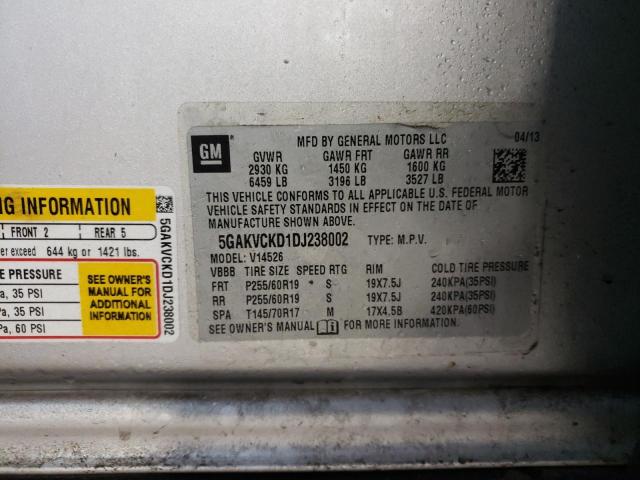 GM
MFD BY GENERAL MOTORS LLC 04/13
GVWR GAWR FRT GAWR RR
2930 KG 1450 KG 1600 KG
6459 LB 3196 LB 3527 LB
THIS VEHICLE CONFORMS TO ALL APPLICABLE U.S. FEDERAL MOTOR
VEHICLE SAFETY STANDARDS IN EFFECT ON THE DATE OF
MANUFACTURE SHOWN ABOVE.
5GAKVCKD1DJ238002 TYPE: M.P.V.
MODEL: V14526
VBBB TIRE SIZE SPEED RTG RIM COLD TIRE PRESSURE
FRT P255/60R19 S 19X7.5J 240KPA(35PSI)
RR P255/60R19 S 19X7.5J 240KPA(35PSI)
SPA T145/70R17 M 17X4.5B 420KPA(60PSI)
SEE OWNER'S MANUAL FOR MORE INFORMATION.
NG INFORMATION
FRONT 2 REAR 5
ver exceed 644 kg or 1421 lbs.
E PRESSURE
a, 35 PSI
Pa, 35 PSI
Pa, 60 PSI
SEE OWNER'S
MANUAL FOR
ADDITIONAL
INFORMATION
5GAKVCKD1DJ238002